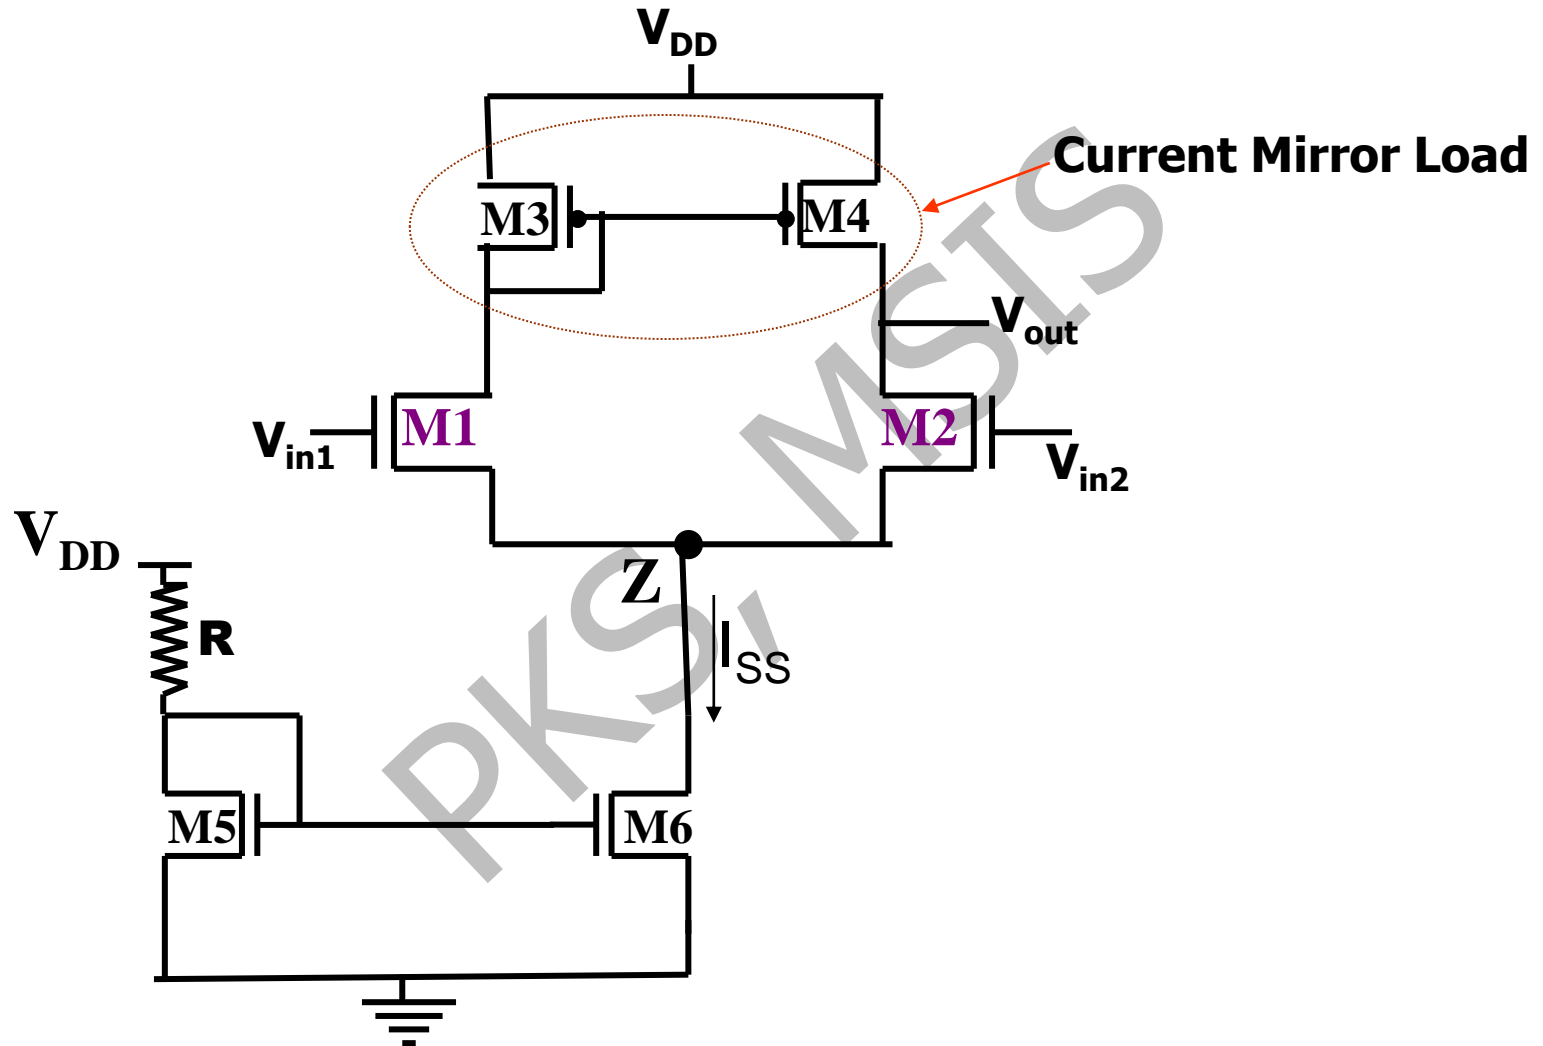 VDD
Current Mirror Load
M3
M4
Vout
M1
M2
Vin1
Vin2
VDD
Z
R
ISS
M5
M6
PKS, MSIS